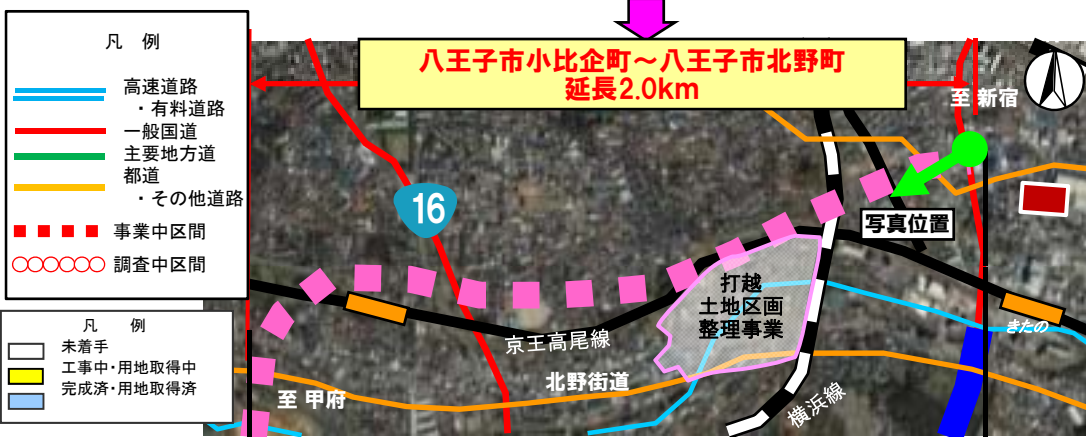 凡 例
高速道路
・有料道路
一般国道
主要地方道
都道
・その他道路
事業中区間
調査中区間
凡 例
未着手
工事中・用地取得中
完成済・用地取得済
八王子市小比企町～八王子市北野町
延長2.0km
至 新宿
16
写真位置
打越
土地区画
整理事業
京王高尾線
きたの
北野街道
至 甲府
横浜線